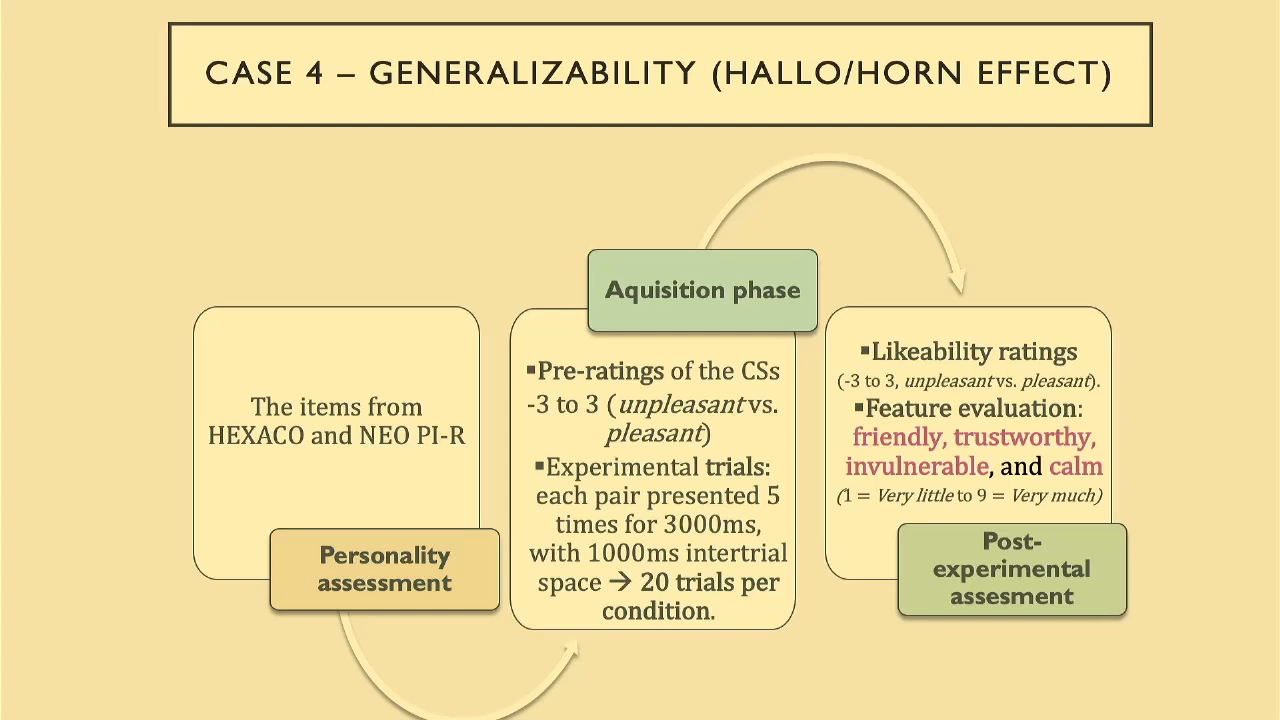 CASE 4 – GENERALIZABILITY (HALLO/HORN EFFECT)
The items from
HEXACO and NEO PI-R
Personality
assessment
Aquisition phase
▪Pre-ratings of the CSs
-3 to 3 (unpleasant vs.
pleasant)
▪Experimental trials:
each pair presented 5
times for 3000ms,
with 1000ms intertrial
space → 20 trials per
condition.
▪Likeability ratings
(-3 to 3, unpleasant vs. pleasant).
▪Feature evaluation:
friendly, trustworthy,
invulnerable, and calm
(1 = Very little to 9 = Very much)
Post-
experimental
assesment